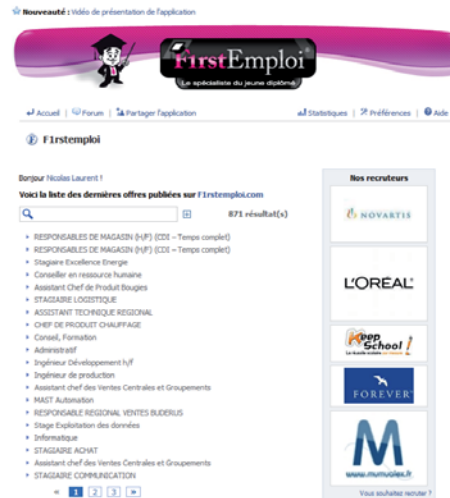 Nouveauté : Vidéo de présentation de l'application
F1rstEmploi
Le spécialiste du jeune diplômé
Accueil | Forum | Partager l'application
Statistiques | Préférences | Aide
F1rstemploi
Bonjour Nicolas Laurent !
Voici la liste des dernières offres publiées sur F1rstemploi.com
871 résultat(s)
RESPONSABLES DE MAGASIN (H/F) (CDI – Temps complet)
RESPONSABLES DE MAGASIN (H/F) (CDI – Temps complet)
Stagiaire Excellence Energie
Conseiller en ressource humaine
Assistant Chef de Produit Bougies
STAGIAIRE LOGISTIQUE
ASSISTANT TECHNIQUE REGIONAL
CHEF DE PRODUIT CHAUFFAGE
Conseil, Formation
Administratif
Ingénieur Développement h/f
Ingénieur de production
Assistant chef des Ventes Centrales et Groupements
MAST Automation
RESPONSABLE REGIONAL VENTES BUDERUS
Stage Exploitation des données
Informatique
STAGIAIRE ACHAT
Assistant chef des Ventes Centrales et Groupements
STAGIAIRE COMMUNICATION
« 1 2 3 »
Nos recruteurs
NOVARTIS
L'ORÉAL
Keep
School !
FOREVER
M
www.mumuplex.fr
Vous souhaitez recruter ?